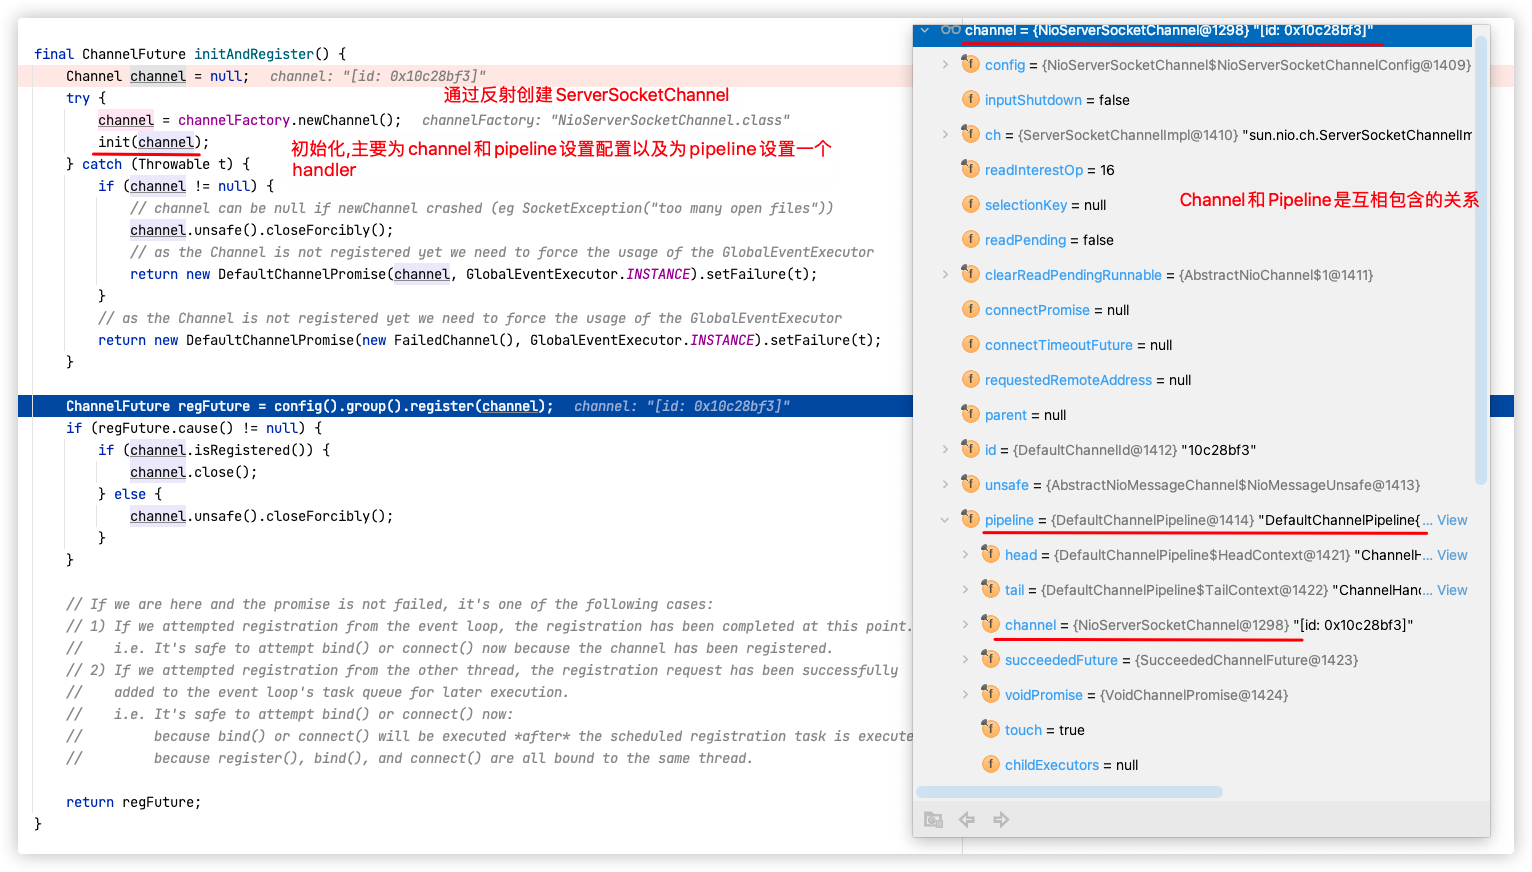 final ChannelFuture initAndRegister() {
Channel channel = null;   channel: "[id: 0x10c28bf3]"
try {
通过反射创建ServerSocketChannel
channel = channelFactory.newChannel();   channelFactory: "NioServerSocketChannel.class"
init(channel);
初始化,主要为channel和pipeline设置配置以及为pipeline设置一个
handler
} catch (Throwable t) {
if (channel != null) {
// channel can be null if newChannel crashed (eg SocketException("too many open files"))
channel.unsafe().closeForcibly();
// as the Channel is not registered yet we need to force the usage of the GlobalEventExecutor
return new DefaultChannelPromise(channel, GlobalEventExecutor.INSTANCE).setFailure(t);
}
// as the Channel is not registered yet we need to force the usage of the GlobalEventExecutor
return new DefaultChannelPromise(new FailedChannel(), GlobalEventExecutor.INSTANCE).setFailure(t);
}
ChannelFuture regFuture = config().group().register(channel);   channel: "[id: 0x10c28bf3]"
if (regFuture.cause() != null) {
if (channel.isRegistered()) {
channel.close();
} else {
channel.unsafe().closeForcibly();
}
}
// If we are here and the promise is not failed, it's one of the following cases:
// 1) If we attempted registration from the event loop, the registration has been completed at this point.
//    i.e. It's safe to attempt bind() or connect() now because the channel has been registered.
// 2) If we attempted registration from the other thread, the registration request has been successfully
//    added to the event loop's task queue for later execution.
//    i.e. It's safe to attempt bind() or connect() now:
//         because bind() or connect() will be executed *after* the scheduled registration task is execute
//         because register(), bind(), and connect() are all bound to the same thread.
return regFuture;
}
channel = {NioServerSocketChannel@1298} "[id: 0x10c28bf3]"
config = {NioServerSocketChannel$NioServerSocketChannelConfig@1409}
inputShutdown = false
ch = {ServerSocketChannelImpl@1410} "sun.nio.ch.ServerSocketChannelIm
readInterestOp = 16
selectionKey = null
Channel和Pipeline是互相包含的关系
readPending = false
clearReadPendingRunnable = {AbstractNioChannel$1@1411}
connectPromise = null
connectTimeoutFuture = null
requestedRemoteAddress = null
parent = null
id = {DefaultChannelId@1412} "10c28bf3"
unsafe = {AbstractNioMessageChannel$NioMessageUnsafe@1413}
pipeline = {DefaultChannelPipeline@1414} "DefaultChannelPipeline{... View
head = {DefaultChannelPipeline$HeadContext@1421} "ChannelH... View
tail = {DefaultChannelPipeline$TailContext@1422} "ChannelHanc... View
channel = {NioServerSocketChannel@1298} "[id: 0x10c28bf3]"
succeededFuture = {SucceededChannelFuture@1423}
voidPromise = {VoidChannelPromise@1424}
touch = true
childExecutors = null